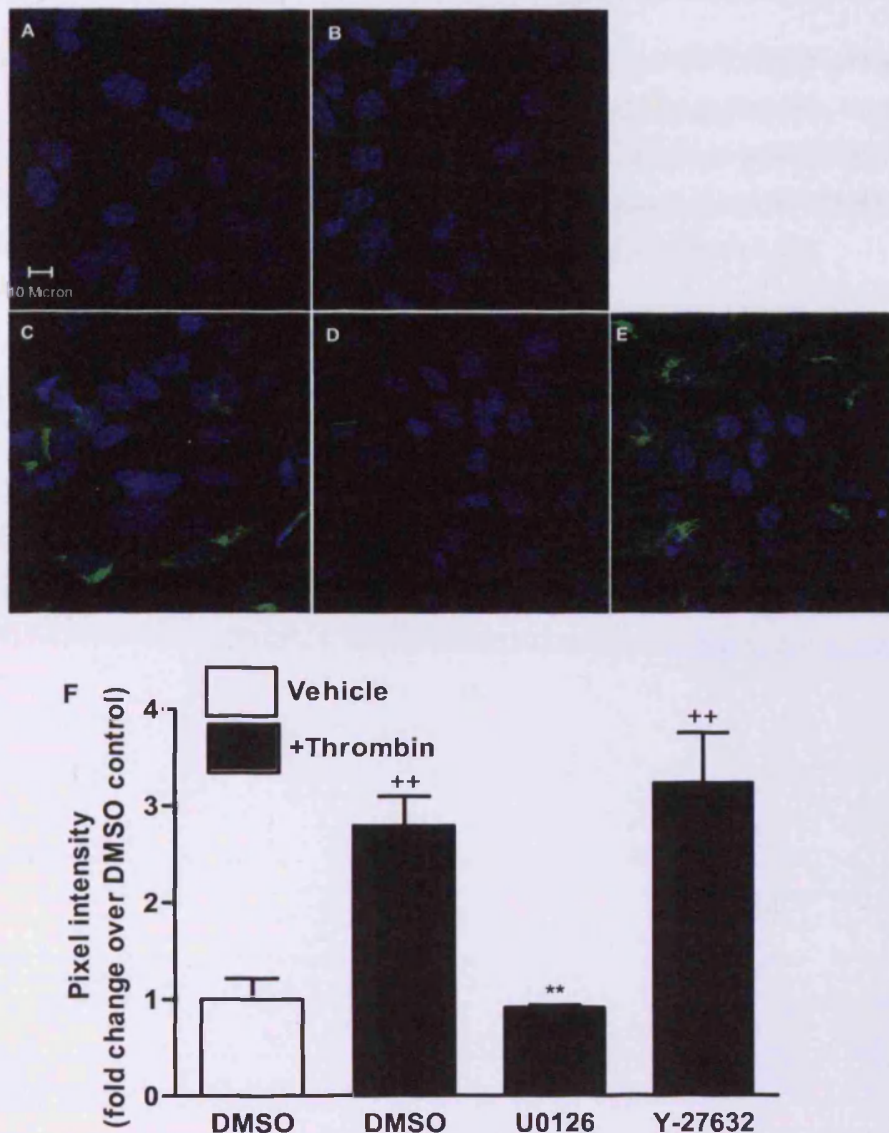 A
B
10 Micron
C
D
E
F
Vehicle
+Thrombin
Pixel intensity
(fold change over DMSO control)
4
3
2
1
0
++
**
++
DMSO
DMSO
U0126
Y-27632